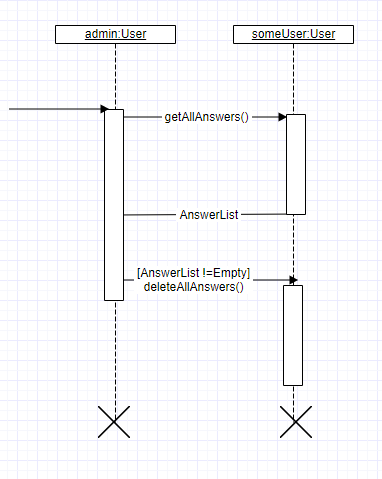 admin:User
someUser:User
getAllAnswers()
AnswerList
[AnswerList !=Empty]
deleteAllAnswers()